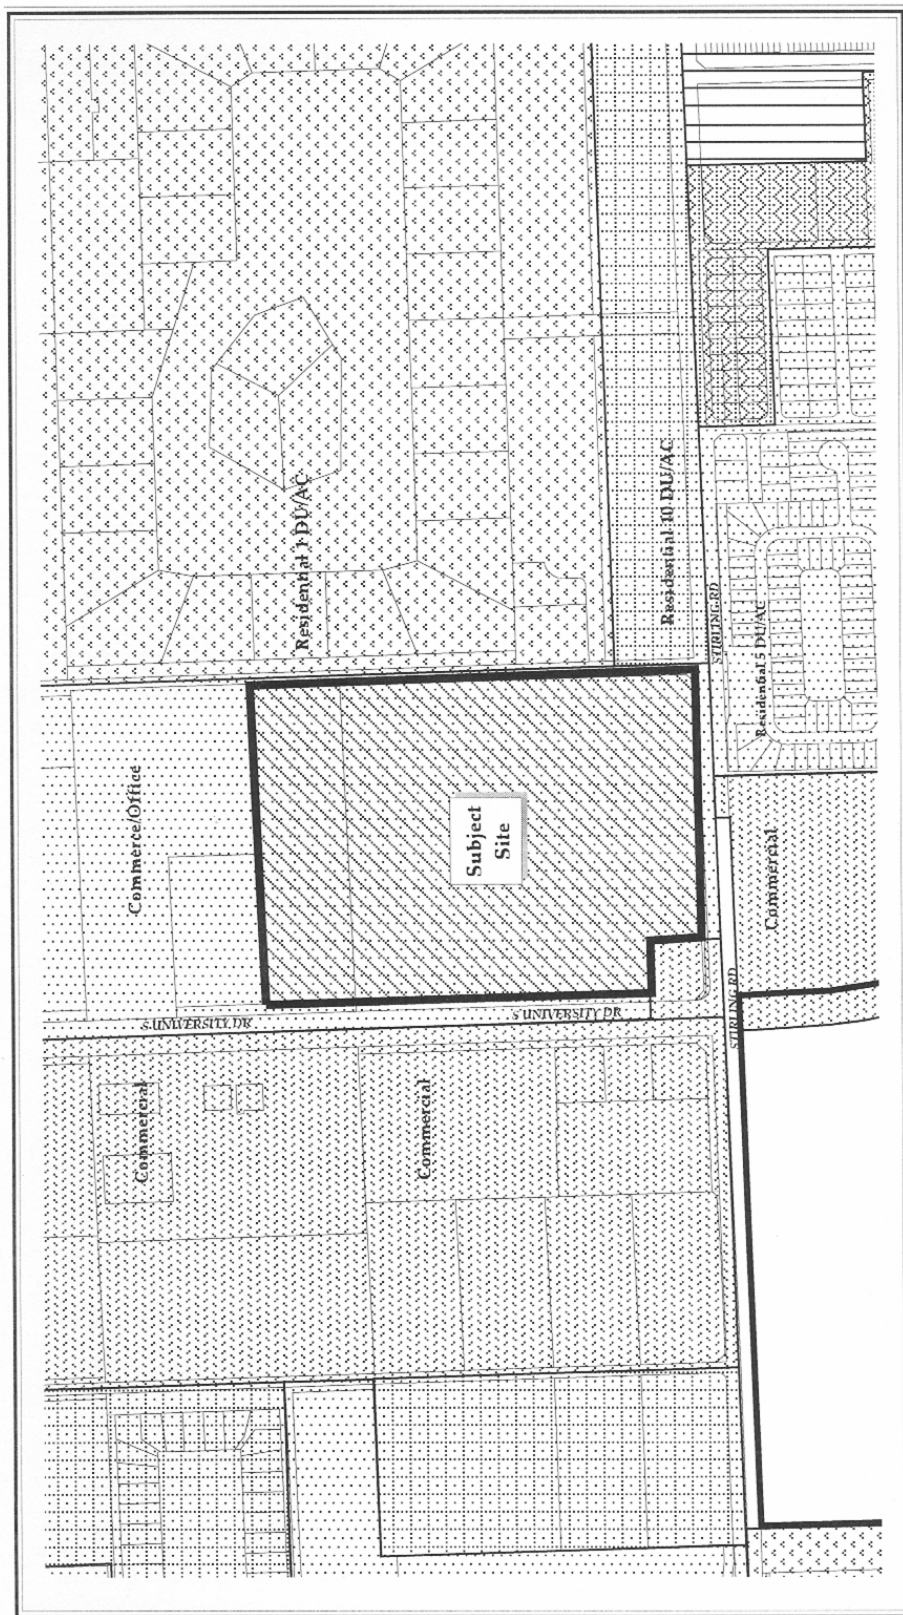 Residential 1 DU/AC
Residential 10 DU/AC
STIRLING RD
Residential 5 DU/AC
Commerce/Office
Subject
Site
Commercial
S UNIVERSITY DR
S UNIVERSITY DR
STIRLING RD
Commercial
Commercial